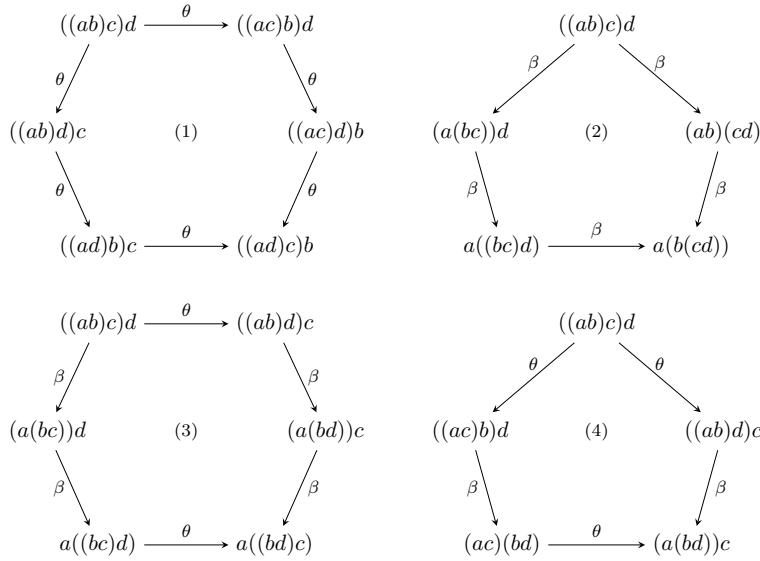 ((ab)c)d θ ((ac)b)d
θ θ
((ab)d)c (1) ((ac)d)b
θ θ
((ad)b)c θ ((ad)c)b
((ab)c)d
β β
(a(bc))d (2) (ab)(cd)
β β
a((bc)d) β a(b(cd))
((ab)c)d θ ((ab)d)c
β β
(a(bc))d (3) (a(bd))c
β β
a((bc)d) θ a((bd)c)
((ab)c)d
θ θ
((ac)b)d (4) ((ab)d)c
β β
(ac)(bd) θ (a(bd))c